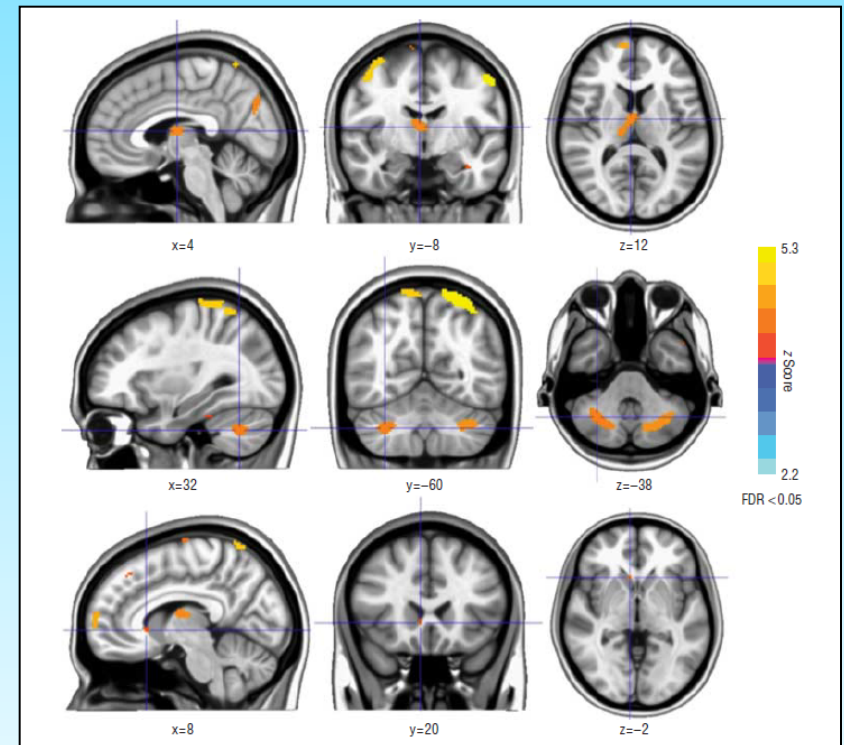 x=4
y=−8
z=12
5.3
z Score
2.2
FDR <0.05
x=32
y=−60
z=−38
x=8
y=20
z=−2